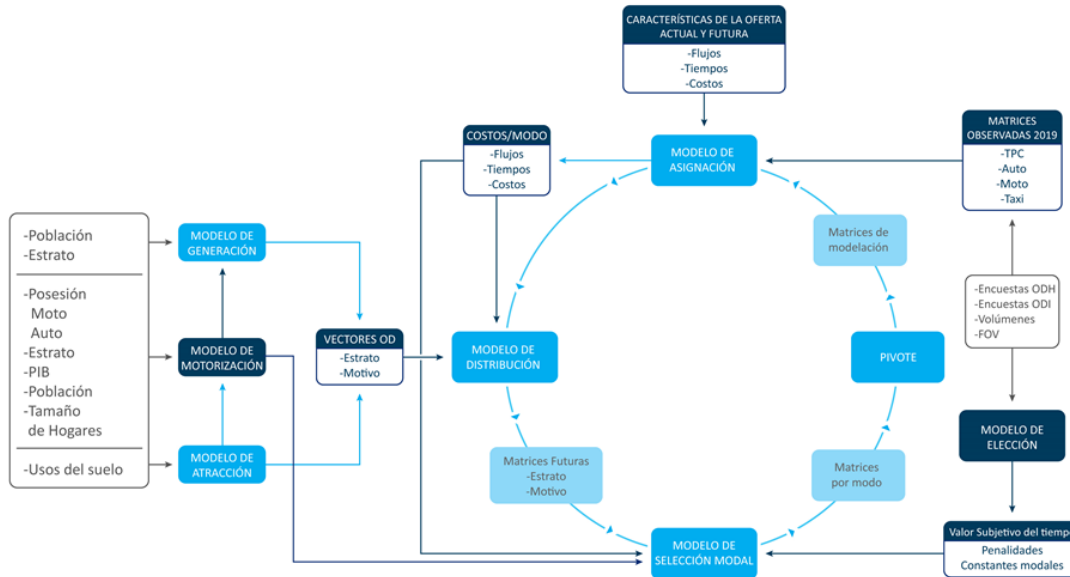 CARACTERÍSTICAS DE LA OFERTA
ACTUAL Y FUTURA
-Flujos
-Tiempos
-Costos
COSTOS/MODO
-Flujos
-Tiempos
-Costos
MODELO DE
ASIGNACIÓN
MATRICES
OBSERVADAS 2019
-TPC
-Auto
-Moto
-Taxi
-Población
-Estrato
-Posesión
Moto
Auto
-Estrato
-PIB
-Población
-Tamaño
de Hogares
-Usos del suelo
MODELO DE
GENERACIÓN
MODELO DE
MOTORIZACIÓN
MODELO DE
ATRACCIÓN
VECTORES OD
-Estrato
-Motivo
MODELO DE
DISTRIBUCIÓN
Matrices de
modelación
PIVOTE
-Encuestas ODH
-Encuestas ODI
-Volúmenes
-FOV
MODELO DE
ELECCIÓN
Matrices Futuras
-Estrato
-Motivo
Matrices
por modo
MODELO DE
SELECCIÓN MODAL
Valor Subjetivo del tiempo
Penalidades
Constantes modales